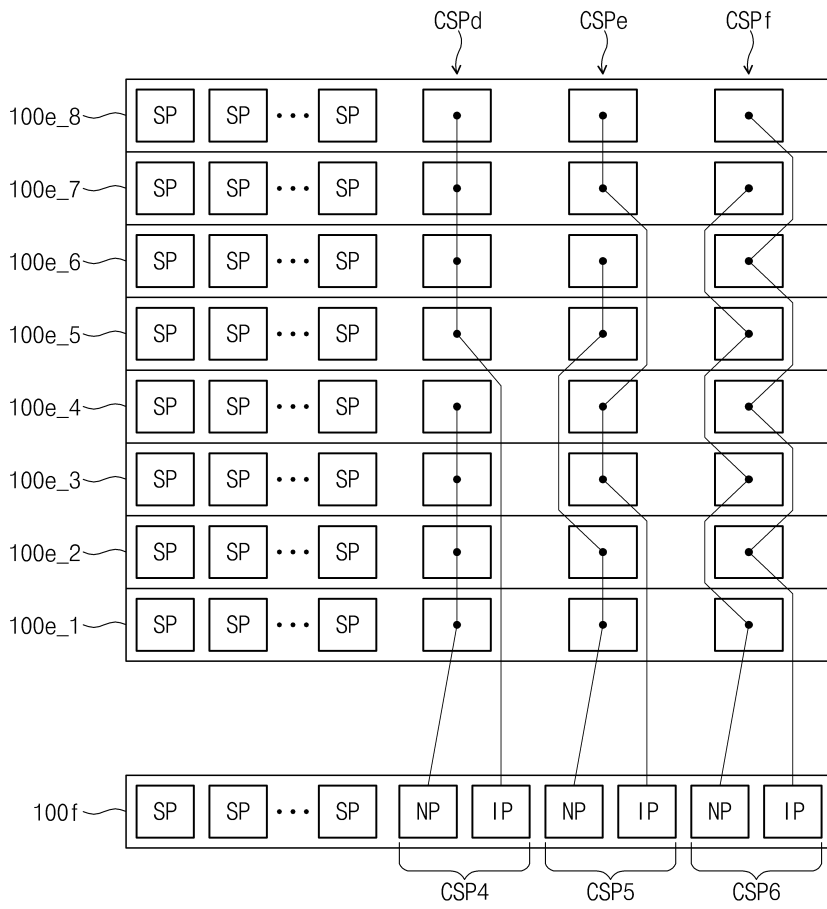 CSPd CSPe CSPf
100e_8 SP SP ••• SP
100e_7 SP SP ••• SP
100e_6 SP SP ••• SP
100e_5 SP SP ••• SP
100e_4 SP SP ••• SP
100e_3 SP SP ••• SP
100e_2 SP SP ••• SP
100e_1 SP SP ••• SP
100f SP SP ••• SP NP IP NP IP NP IP
CSP4 CSP5 CSP6